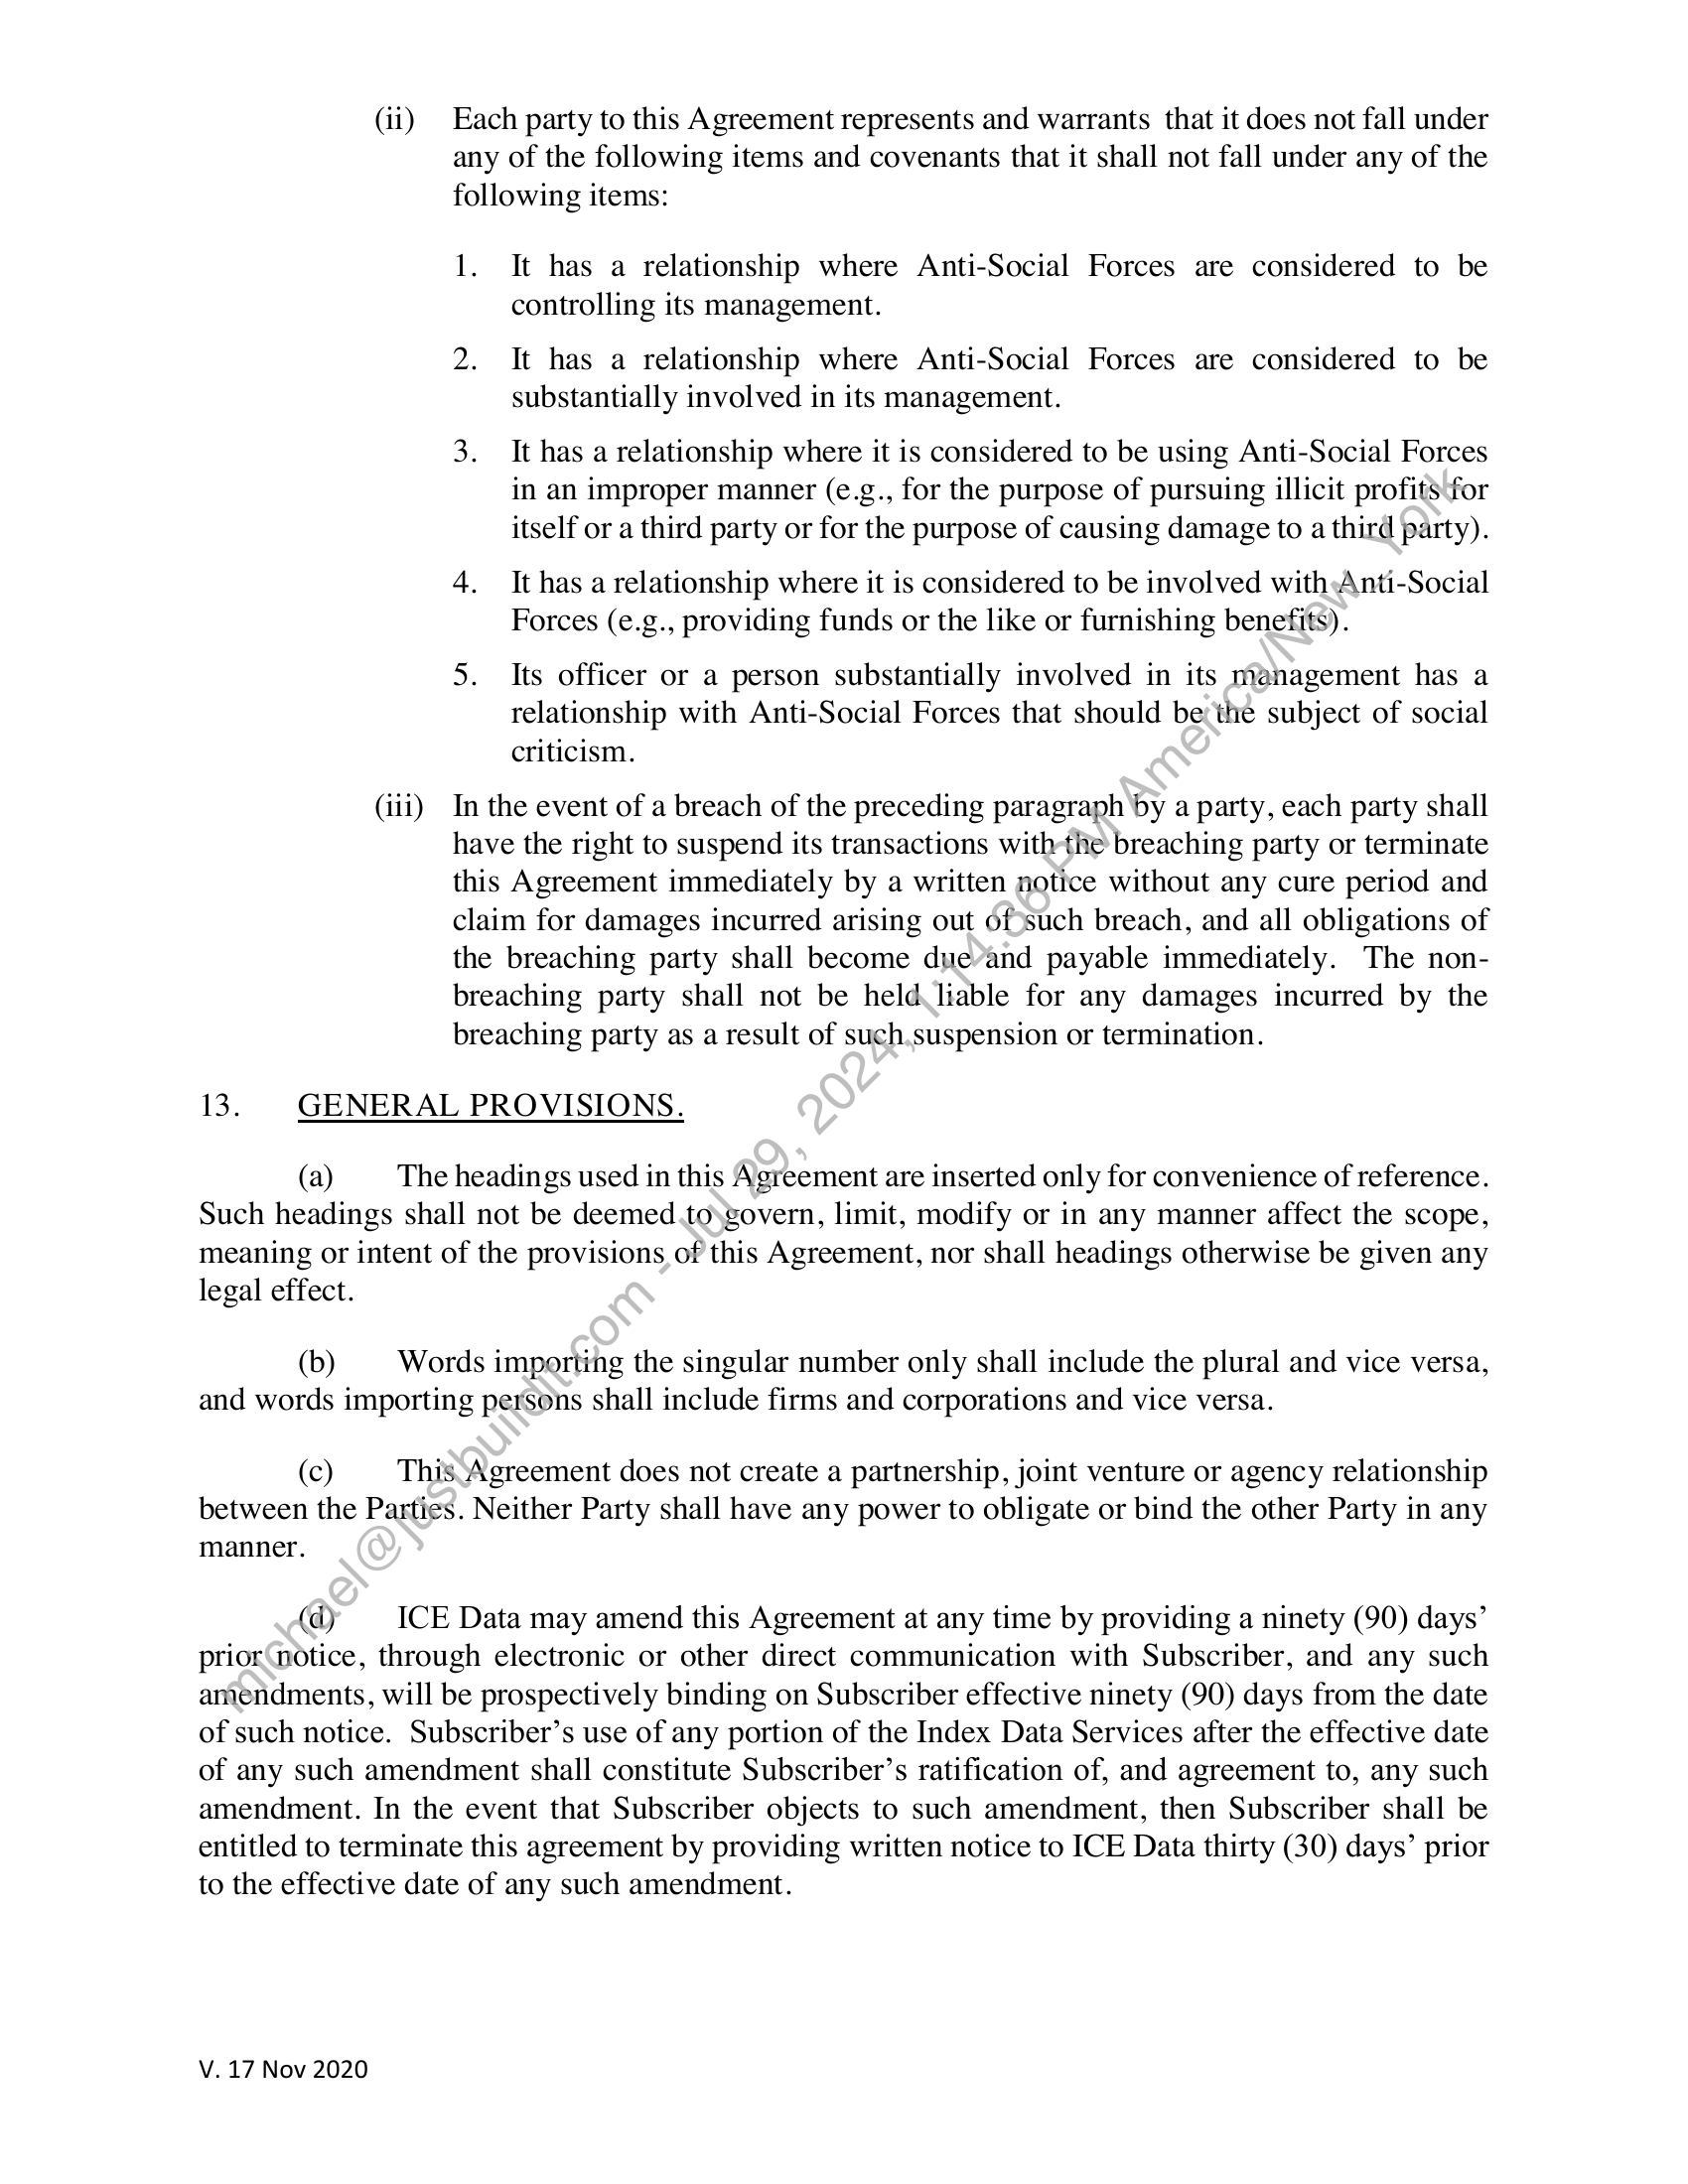 (ii) Each party to this Agreement represents and warrants  that it does not fall under
any of the following items and covenants that it shall not fall under any of the
following items:
1. It has a relationship where Anti-Social Forces are considered to be
controlling its management.
2. It has a relationship where Anti-Social Forces are considered to be
substantially involved in its management.
3. It has a relationship where it is considered to be using Anti-Social Forces
in an improper manner (e.g., for the purpose of pursuing illicit profits for
itself or a third party or for the purpose of causing damage to a third party).
4. It has a relationship where it is considered to be involved with Anti-Social
Forces (e.g., providing funds or the like or furnishing benefits).
5. Its officer or a person substantially involved in its management has a
relationship with Anti-Social Forces that should be the subject of social
criticism.
(iii) In the event of a breach of the preceding paragraph by a party, each party shall
have the right to suspend its transactions with the breaching party or terminate
this Agreement immediately by a written notice without any cure period and
claim for damages incurred arising out of such breach, and all obligations of
the breaching party shall become due and payable immediately.  The non-
breaching party shall not be held liable for any damages incurred by the
breaching party as a result of such suspension or termination.
13. GENERAL PROVISIONS.
(a) The headings used in this Agreement are inserted only for convenience of reference.
Such headings shall not be deemed to govern, limit, modify or in any manner affect the scope,
meaning or intent of the provisions of this Agreement, nor shall headings otherwise be given any
legal effect.
(b) Words importing the singular number only shall include the plural and vice versa,
and words importing persons shall include firms and corporations and vice versa.
(c) This Agreement does not create a partnership, joint venture or agency relationship
between the Parties. Neither Party shall have any power to obligate or bind the other Party in any
manner.
(d) ICE Data may amend this Agreement at any time by providing a ninety (90) days’
prior notice, through electronic or other direct communication with Subscriber, and any such
amendments, will be prospectively binding on Subscriber effective ninety (90) days from the date
of such notice.  Subscriber’s use of any portion of the Index Data Services after the effective date
of any such amendment shall constitute Subscriber’s ratification of, and agreement to, any such
amendment. In the event that Subscriber objects to such amendment, then Subscriber shall be
entitled to terminate this agreement by providing written notice to ICE Data thirty (30) days’ prior
to the effective date of any such amendment.
V. 17 Nov 2020
michael@justbuildit.com - Jul 29, 2024, 1:14:36 PM America/New_York